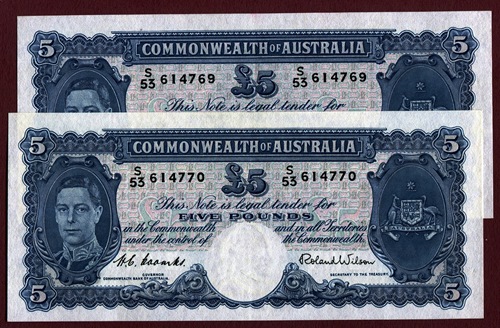 5 COMMONWEALTH OF AUSTRALIA 5
S/53 614769 £5 S/53 614769
This Note is legal tender for
5 COMMONWEALTH OF AUSTRALIA 5
S/53 614770 £5 S/53 614770
This Note is legal tender for
FIVE POUNDS
in the Commonwealth and in all Territories
under the control of the Commonwealth
H.C. Coombs Roland Wilson
GOVERNOR SECRETARY TO THE TREASURY
COMMONWEALTH BANK OF AUSTRALIA
AUSTRALIA
5 5